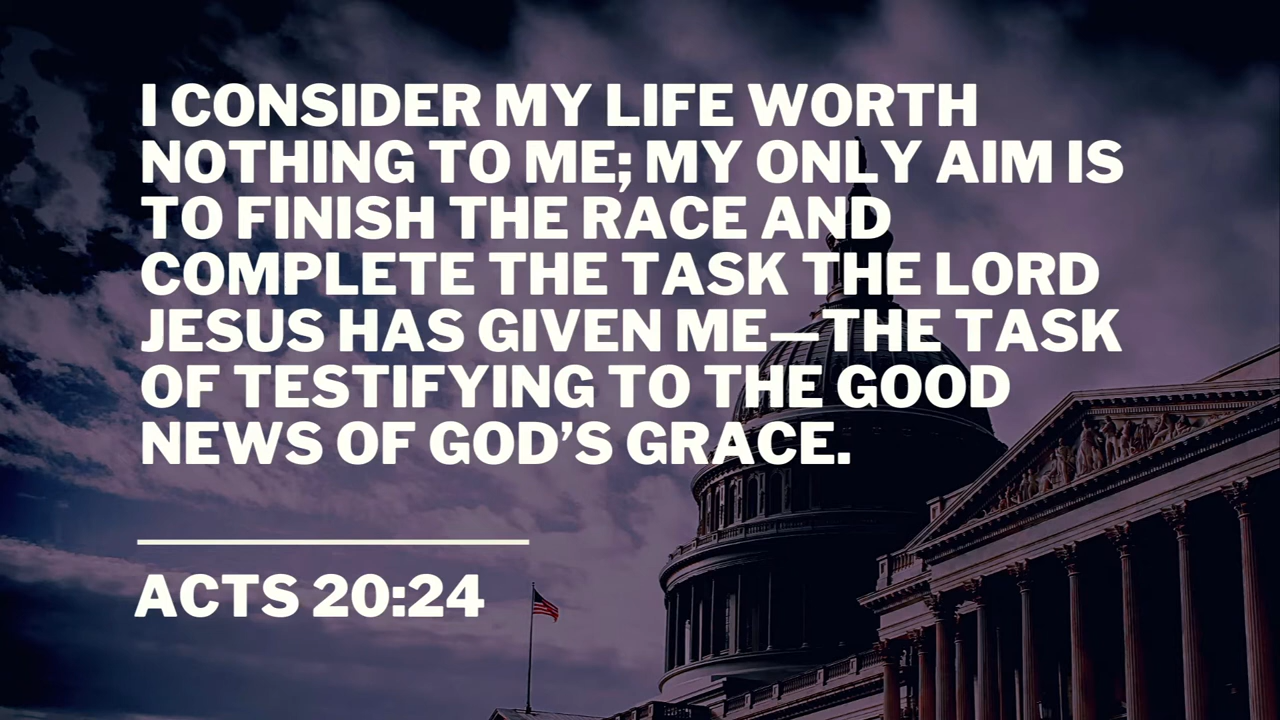 I CONSIDER MY LIFE WORTH
NOTHING TO ME; MY ONLY AIM IS
TO FINISH THE RACE AND
COMPLETE THE TASK THE LORD
JESUS HAS GIVEN ME—THE TASK
OF TESTIFYING TO THE GOOD
NEWS OF GOD’S GRACE.
ACTS 20:24